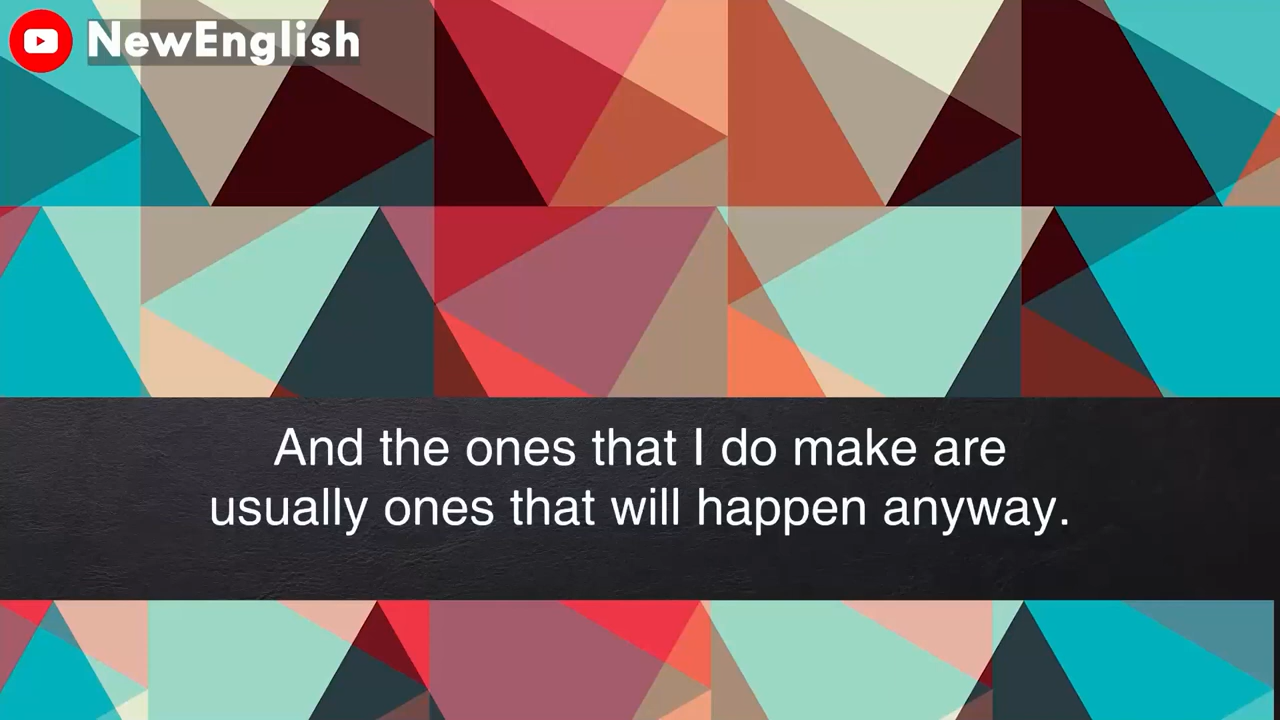 NewEnglish
And the ones that I do make are
usually ones that will happen anyway.